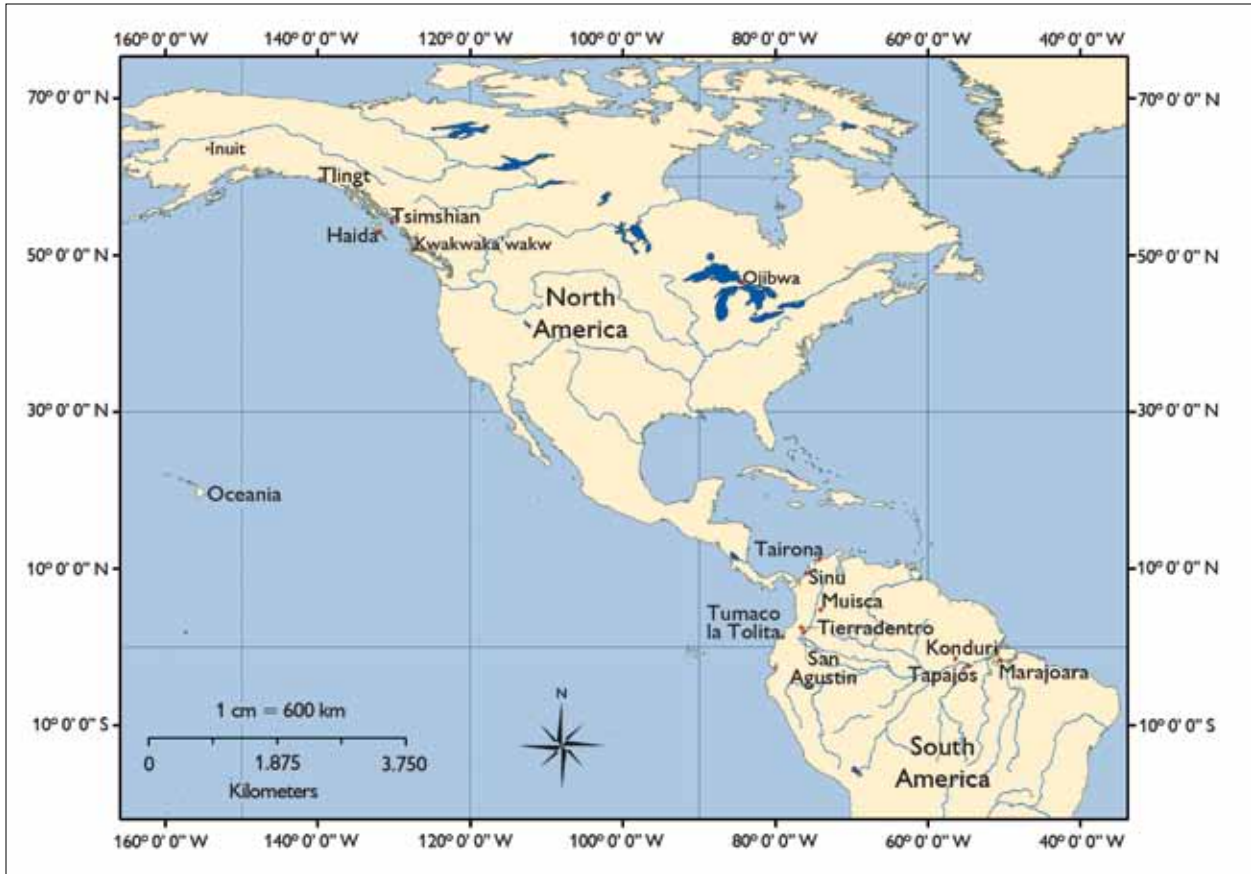 160° 0' 0" W 140° 0' 0" W 120° 0' 0" W 100° 0' 0" W 80° 0' 0" W 60° 0' 0" W 40° 0' 0" W
70° 0' 0" N 70° 0' 0" N
Inuit
Tlingt
Tsimshian
Haida
Kwakwaka'wakw
50° 0' 0" N 50° 0' 0" N
Ojibwa
North
America
30° 0' 0" N 30° 0' 0" N
Oceania
Tairona
10° 0' 0" N 10° 0' 0" N
Sinu
Muisca
Tumaco
la Tolita
Tierradentro
Konduri
San
Agustin
Tapajós
Marajoara
10° 0' 0" S 10° 0' 0" S
1 cm = 600 km
0 1.875 3.750
Kilometers
N
South
America
160° 0' 0" W 140° 0' 0" W 120° 0' 0" W 100° 0' 0" W 80° 0' 0" W 60° 0' 0" W 40° 0' 0" W